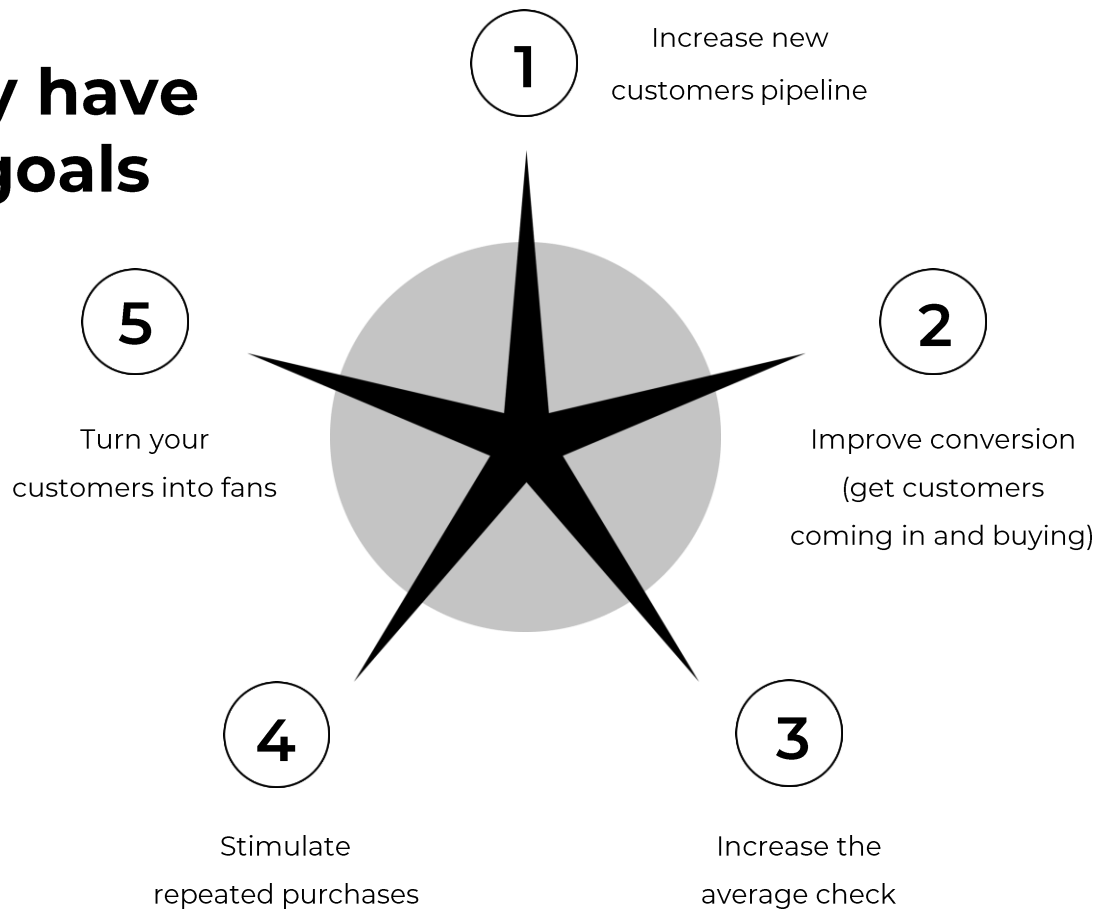 y have
goals
1
Increase new
customers pipeline
5
Turn your
customers into fans
2
Improve conversion
(get customers
coming in and buying)
4
Stimulate
repeated purchases
3
Increase the
average check